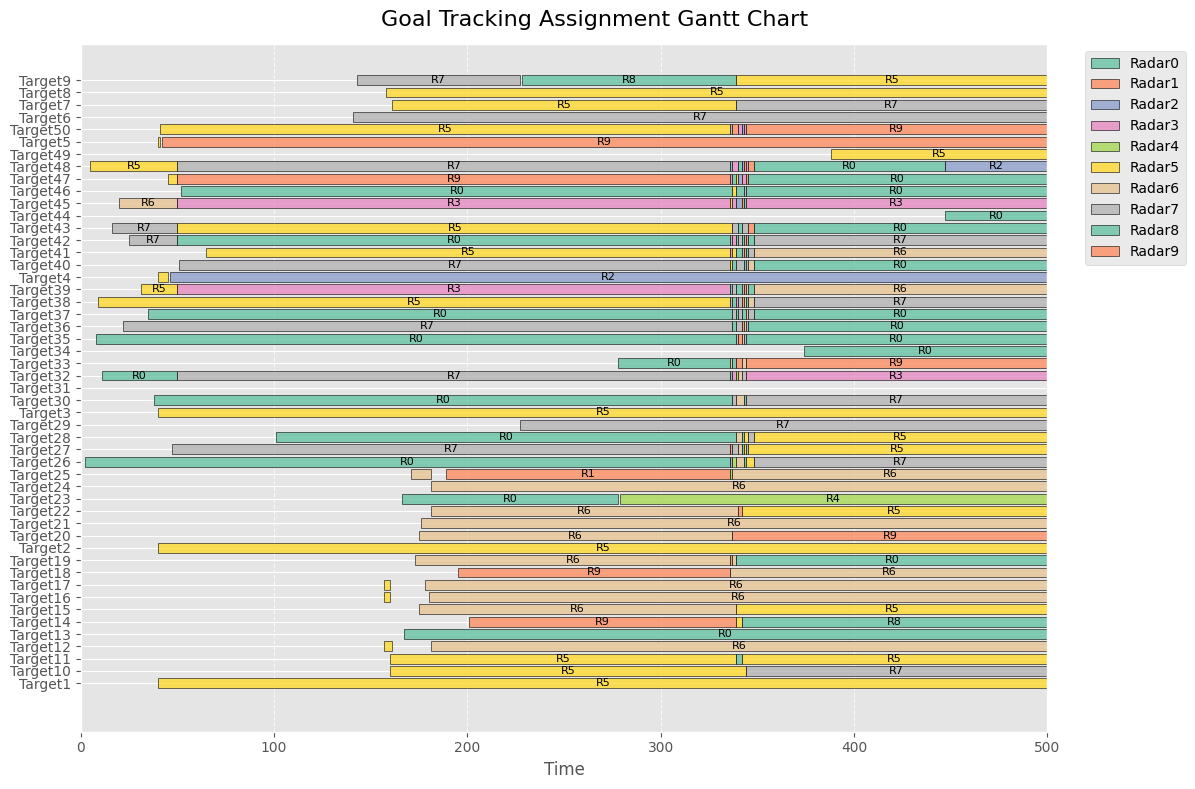 Goal Tracking Assignment Gantt Chart
Target9 R7 R8 R5
Target8 R5
Target7 R5 R7
Target6 R7
Target50 R5 R9
Target5 R9
Target49 R5
Target48 R5 R7 R0 R2
Target47 R9 R0
Target46 R0 R0
Target45 R6 R3 R3
Target44 R0
Target43 R7 R5 R0
Target42 R7 R0 R7
Target41 R5 R6
Target40 R7 R0
Target4 R2
Target39 R5 R3 R6
Target38 R5 R7
Target37 R0 R0
Target36 R7 R0
Target35 R0 R0
Target34 R0
Target33 R0 R9
Target32 R0 R7 R3
Target31
Target30 R0 R7
Target3 R5
Target29 R7
Target28 R0 R5
Target27 R7 R5
Target26 R0 R7
Target25 R1 R6
Target24 R6
Target23 R0 R4
Target22 R6 R5
Target21 R6
Target20 R6 R9
Target2 R5
Target19 R6 R0
Target18 R9 R6
Target17 R6
Target16 R6
Target15 R6 R5
Target14 R9 R8
Target13 R0
Target12 R6
Target11 R5 R5
Target10 R5 R7
Target1 R5
0 100 200 300 400 500
Time
Radar0
Radar1
Radar2
Radar3
Radar4
Radar5
Radar6
Radar7
Radar8
Radar9